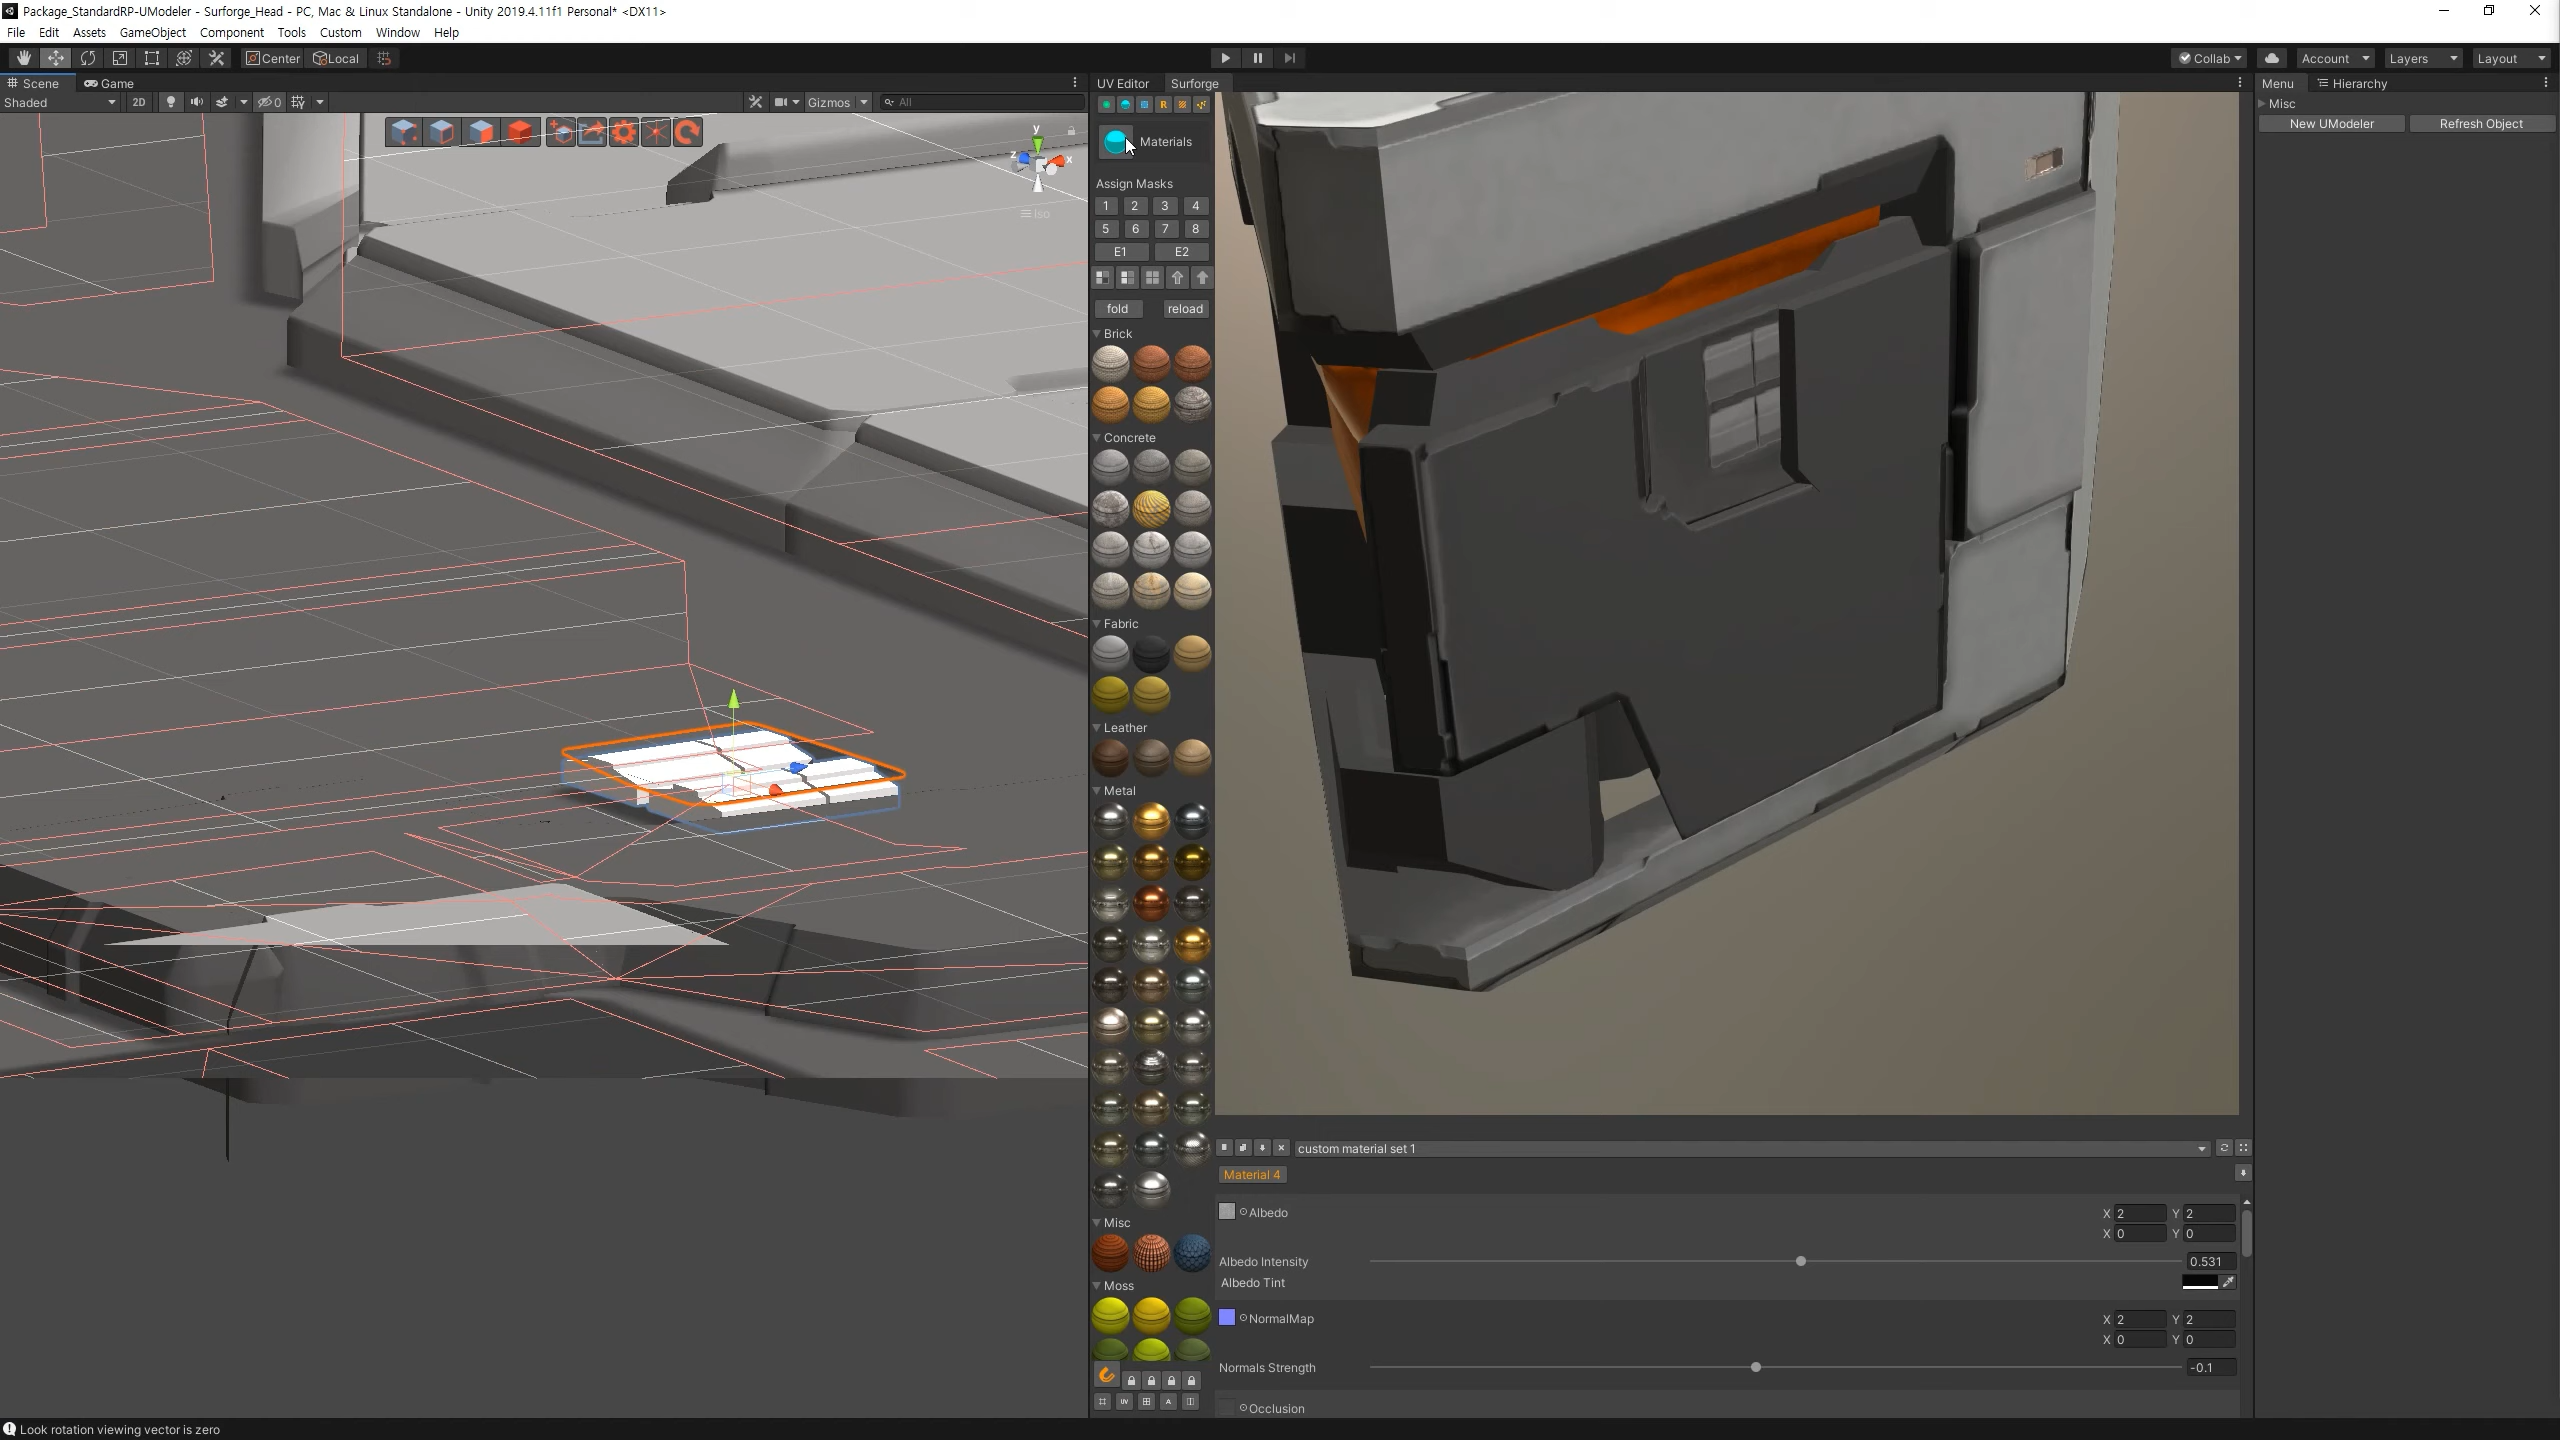 Package_StandardRP-UModeler - Surforge_Head - PC, Mac & Linux Standalone - Unity 2019.4.11f1 Personal* <DX11>
File Edit Assets GameObject Component Tools Custom Window Help
Center Local Collab Account Layers Layout
Scene Game UV Editor Surforge Menu Hierarchy
Shaded 2D 0 Gizmos All
R
Misc
New UModeler Refresh Object
y
z x
Iso
Materials
Assign Masks
1 2 3 4
5 6 7 8
E1 E2
fold reload
Brick
Concrete
Fabric
Leather
Metal
Misc
Moss
UV A
custom material set 1
Material 4
Albedo X 2 Y 2
X 0 Y 0
Albedo Intensity 0.531
Albedo Tint
NormalMap X 2 Y 2
X 0 Y 0
Normals Strength -0.1
Occlusion
Look rotation viewing vector is zero